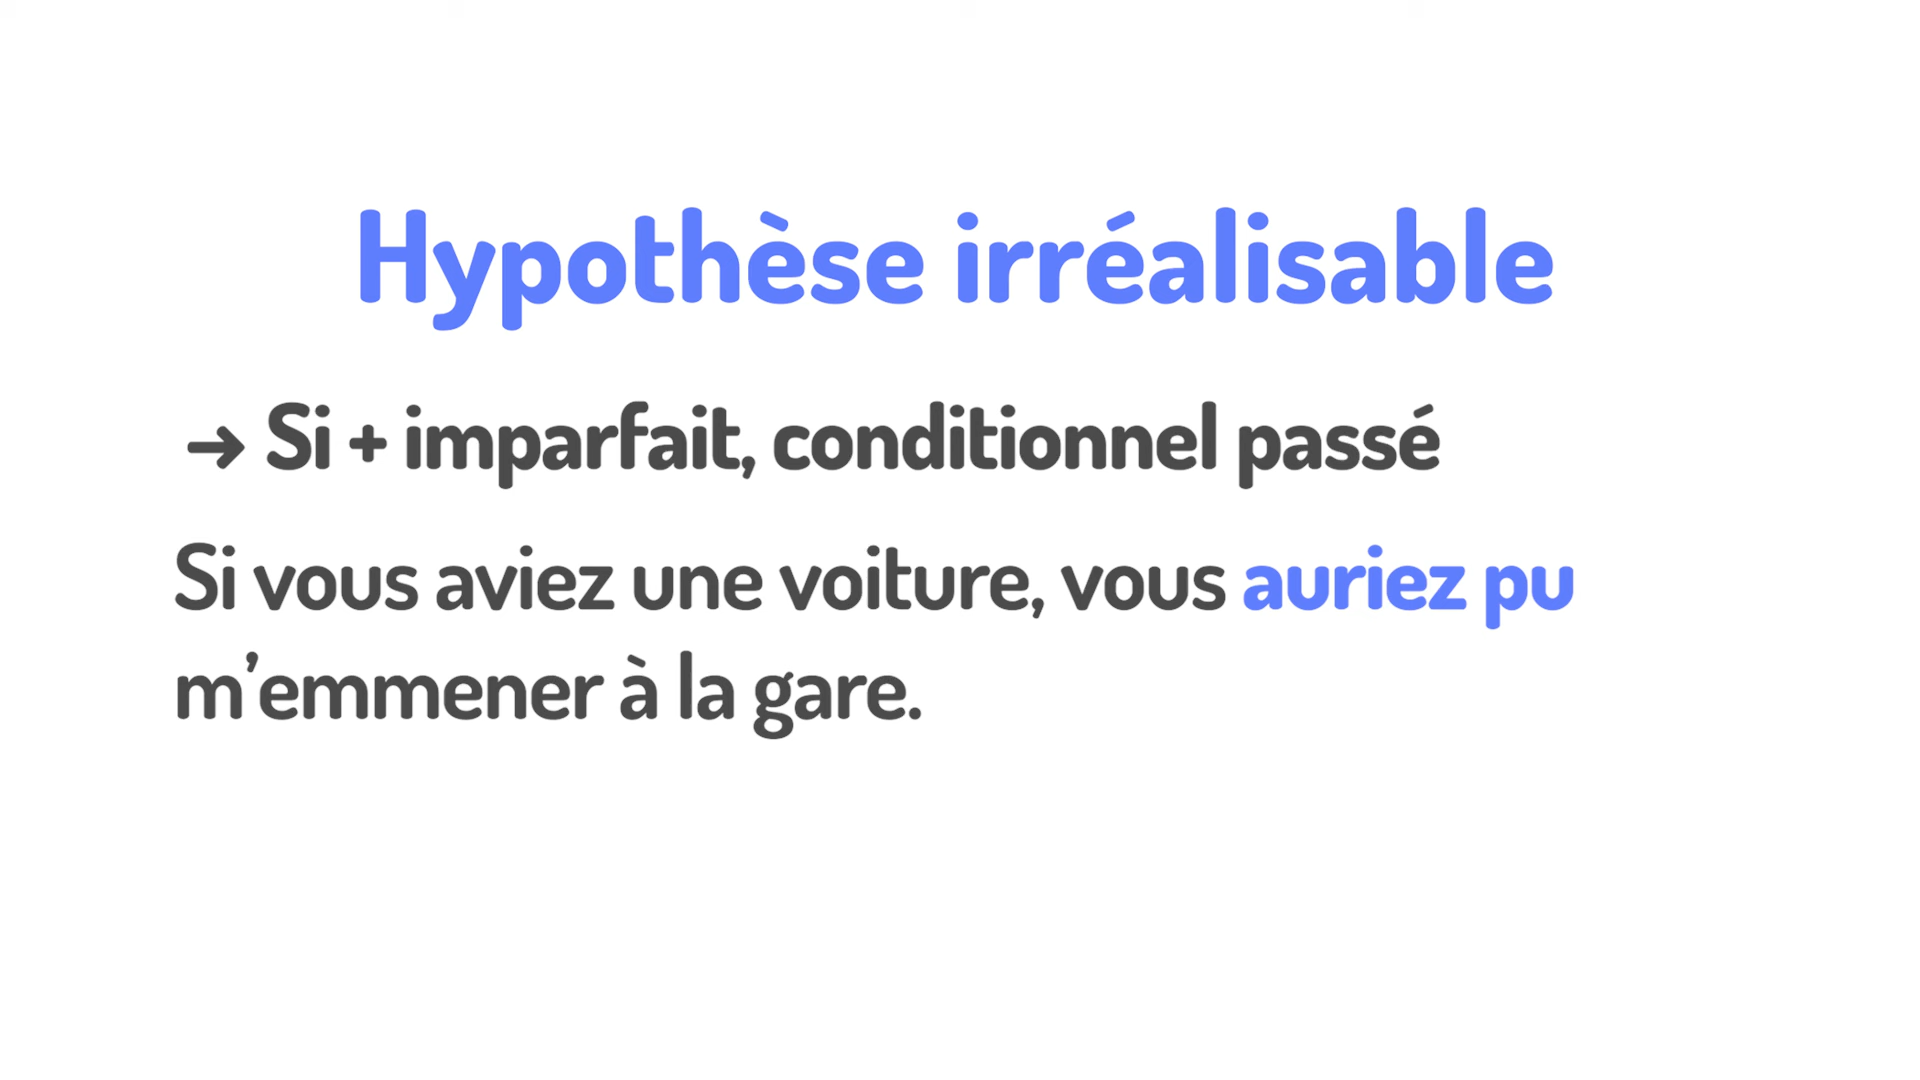 Hypothèse irréalisable
→ Si + imparfait, conditionnel passé
Si vous aviez une voiture, vous auriez pu
m’emmener à la gare.